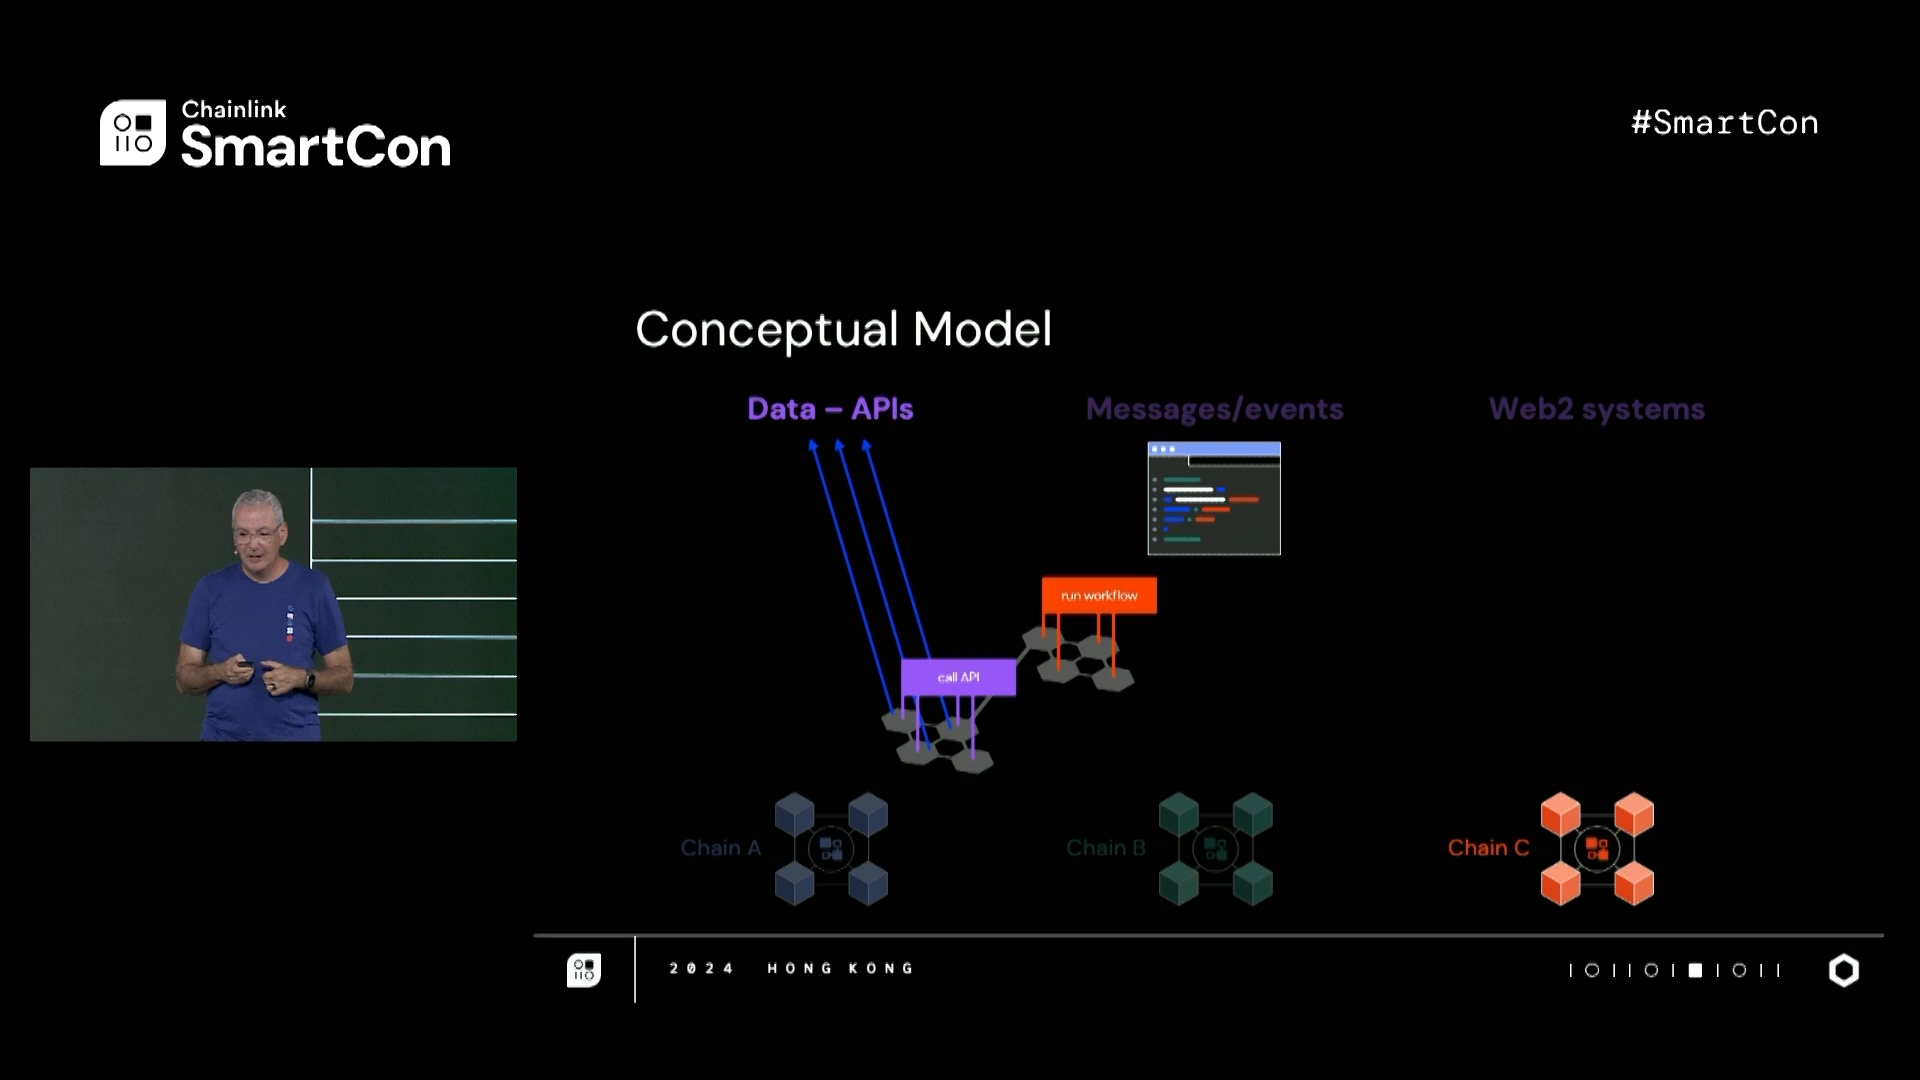 Chainlink
SmartCon
#SmartCon
Conceptual Model
Data – APIs
Messages/events
Web2 systems
run workflow
call API
Chain A
Chain B
Chain C
2024 HONG KONG